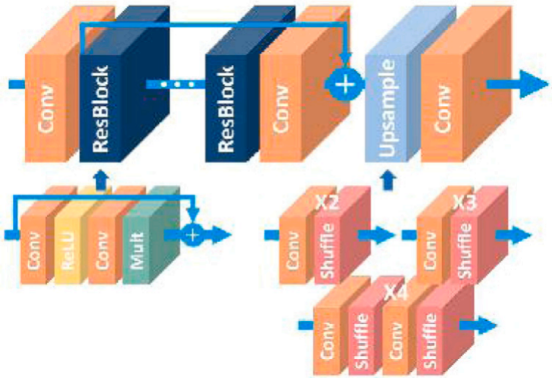 Conv
ResBlock
ResBlock
Conv
+
Upsample
Conv
Conv
ReLU
Conv
Mult
+
X2
Conv
Shuffle
X3
Conv
Shuffle
X4
Conv
Shuffle
Conv
Shuffle